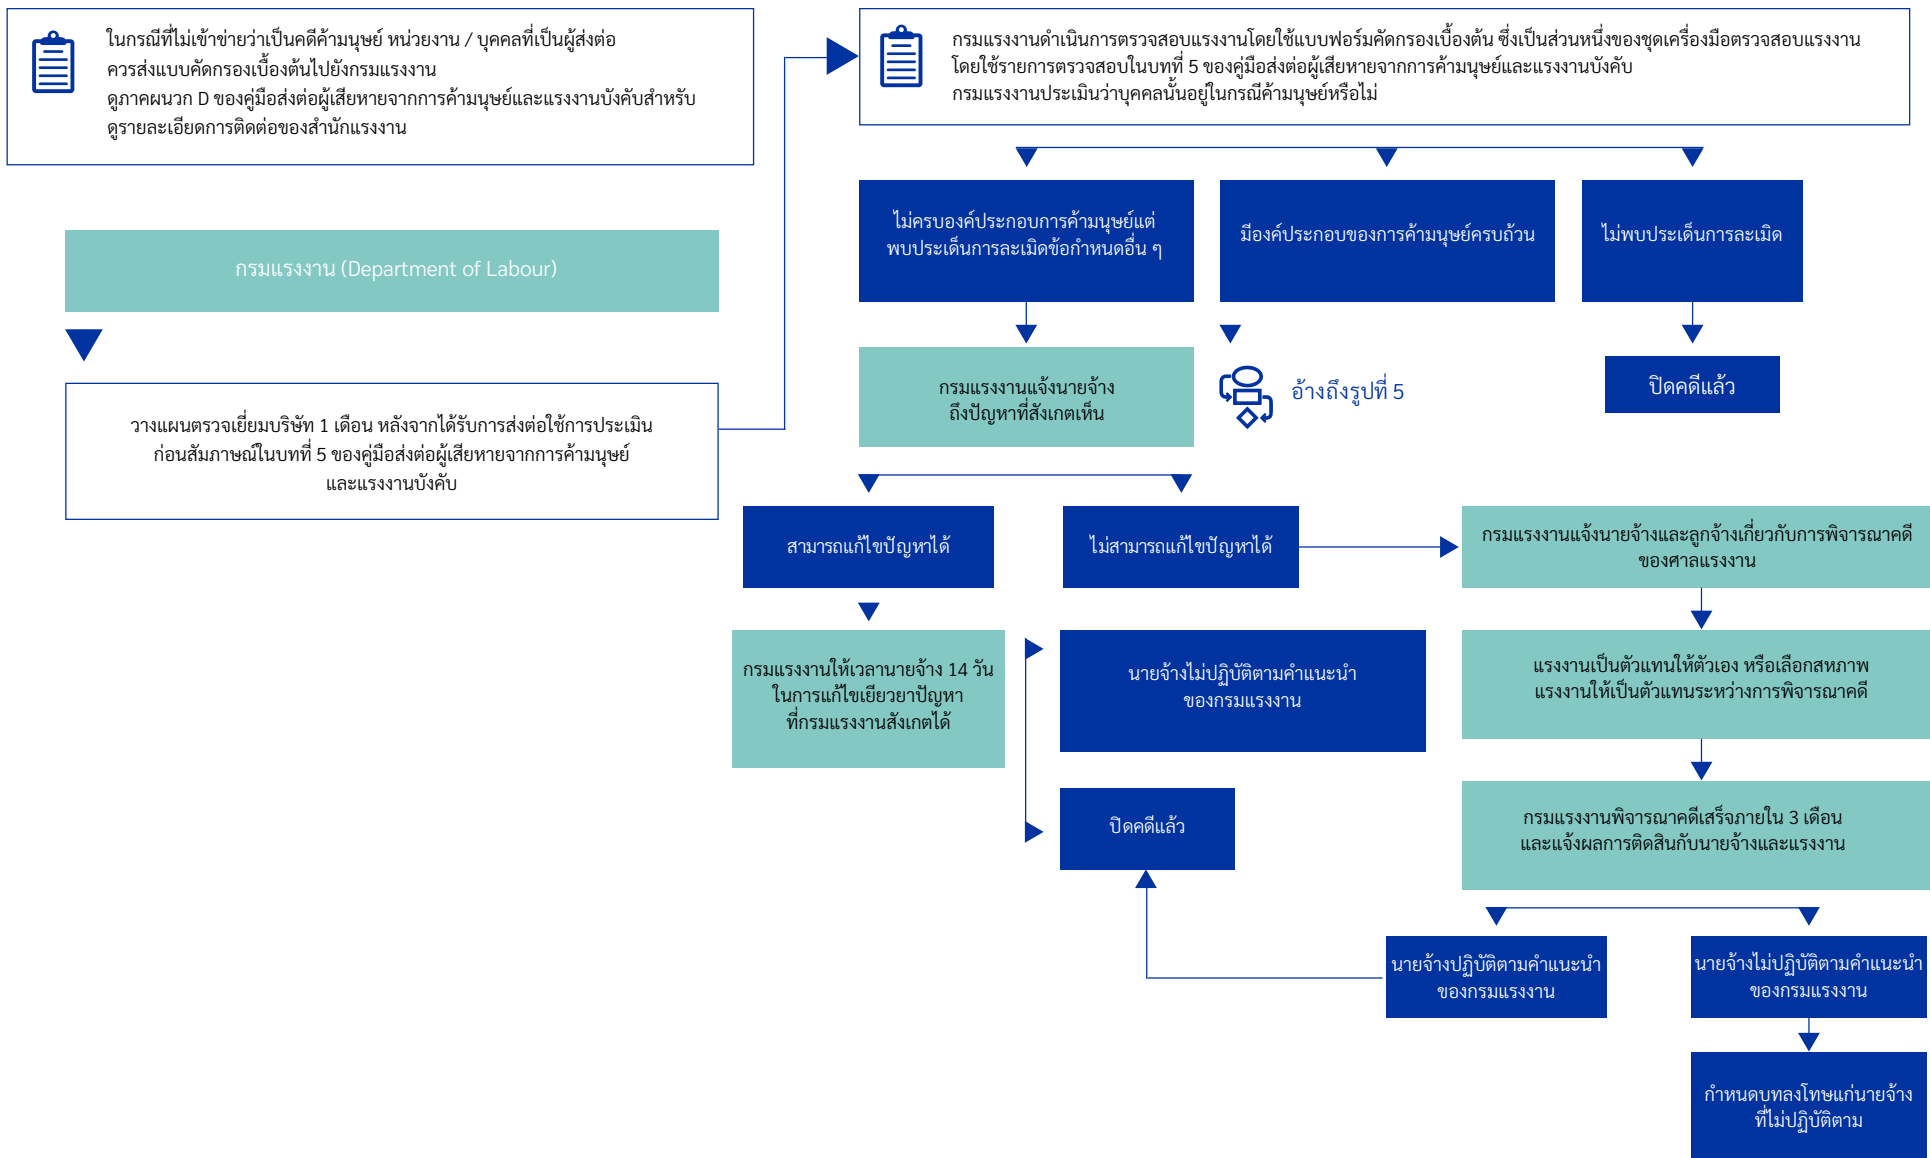 ในกรณีที่ไม่เข้าข่ายว่าเป็นคดีค้ามนุษย์ หน่วยงาน / บุคคลที่เป็นผู้ส่งต่อ
ควรส่งแบบคัดกรองเบื้องต้นไปยังกรมแรงงาน
ดูภาคผนวก D ของคู่มือส่งต่อผู้เสียหายจากการค้ามนุษย์และแรงงานบังคับสำหรับ
ดูรายละเอียดการติดต่อของสำนักแรงงาน
กรมแรงงาน (Department of Labour)
วางแผนตรวจเยี่ยมบริษัท 1 เดือน หลังจากได้รับการส่งต่อใช้การประเมิน
ก่อนสัมภาษณ์ในบทที่ 5 ของคู่มือส่งต่อผู้เสียหายจากการค้ามนุษย์
และแรงงานบังคับ
กรมแรงงานดำเนินการตรวจสอบแรงงานโดยใช้แบบฟอร์มคัดกรองเบื้องต้น ซึ่งเป็นส่วนหนึ่งของชุดเครื่องมือตรวจสอบแรงงาน
โดยใช้รายการตรวจสอบในบทที่ 5 ของคู่มือส่งต่อผู้เสียหายจากการค้ามนุษย์และแรงงานบังคับ
กรมแรงงานประเมินว่าบุคคลนั้นอยู่ในกรณีค้ามนุษย์หรือไม่
ไม่ครบองค์ประกอบการค้ามนุษย์แต่
พบประเด็นการละเมิดข้อกำหนดอื่น ๆ
มีองค์ประกอบของการค้ามนุษย์ครบถ้วน
ไม่พบประเด็นการละเมิด
กรมแรงงานแจ้งนายจ้าง
ถึงปัญหาที่สังเกตเห็น
อ้างถึงรูปที่ 5
ปิดคดีแล้ว
สามารถแก้ไขปัญหาได้
ไม่สามารถแก้ไขปัญหาได้
กรมแรงงานแจ้งนายจ้างและลูกจ้างเกี่ยวกับการพิจารณาคดี
ของศาลแรงงาน
กรมแรงงานให้เวลานายจ้าง 14 วัน
ในการแก้ไขเยียวยาปัญหา
ที่กรมแรงงานสังเกตได้
นายจ้างไม่ปฏิบัติตามคำแนะนำ
ของกรมแรงงาน
แรงงานเป็นตัวแทนให้ตัวเอง หรือเลือกสหภาพ
แรงงานให้เป็นตัวแทนระหว่างการพิจารณาคดี
ปิดคดีแล้ว
กรมแรงงานพิจารณาคดีเสร็จภายใน 3 เดือน
และแจ้งผลการติดสินกับนายจ้างและแรงงาน
นายจ้างปฏิบัติตามคำแนะนำ
ของกรมแรงงาน
นายจ้างไม่ปฏิบัติตามคำแนะนำ
ของกรมแรงงาน
กำหนดบทลงโทษแก่นายจ้าง
ที่ไม่ปฏิบัติตาม